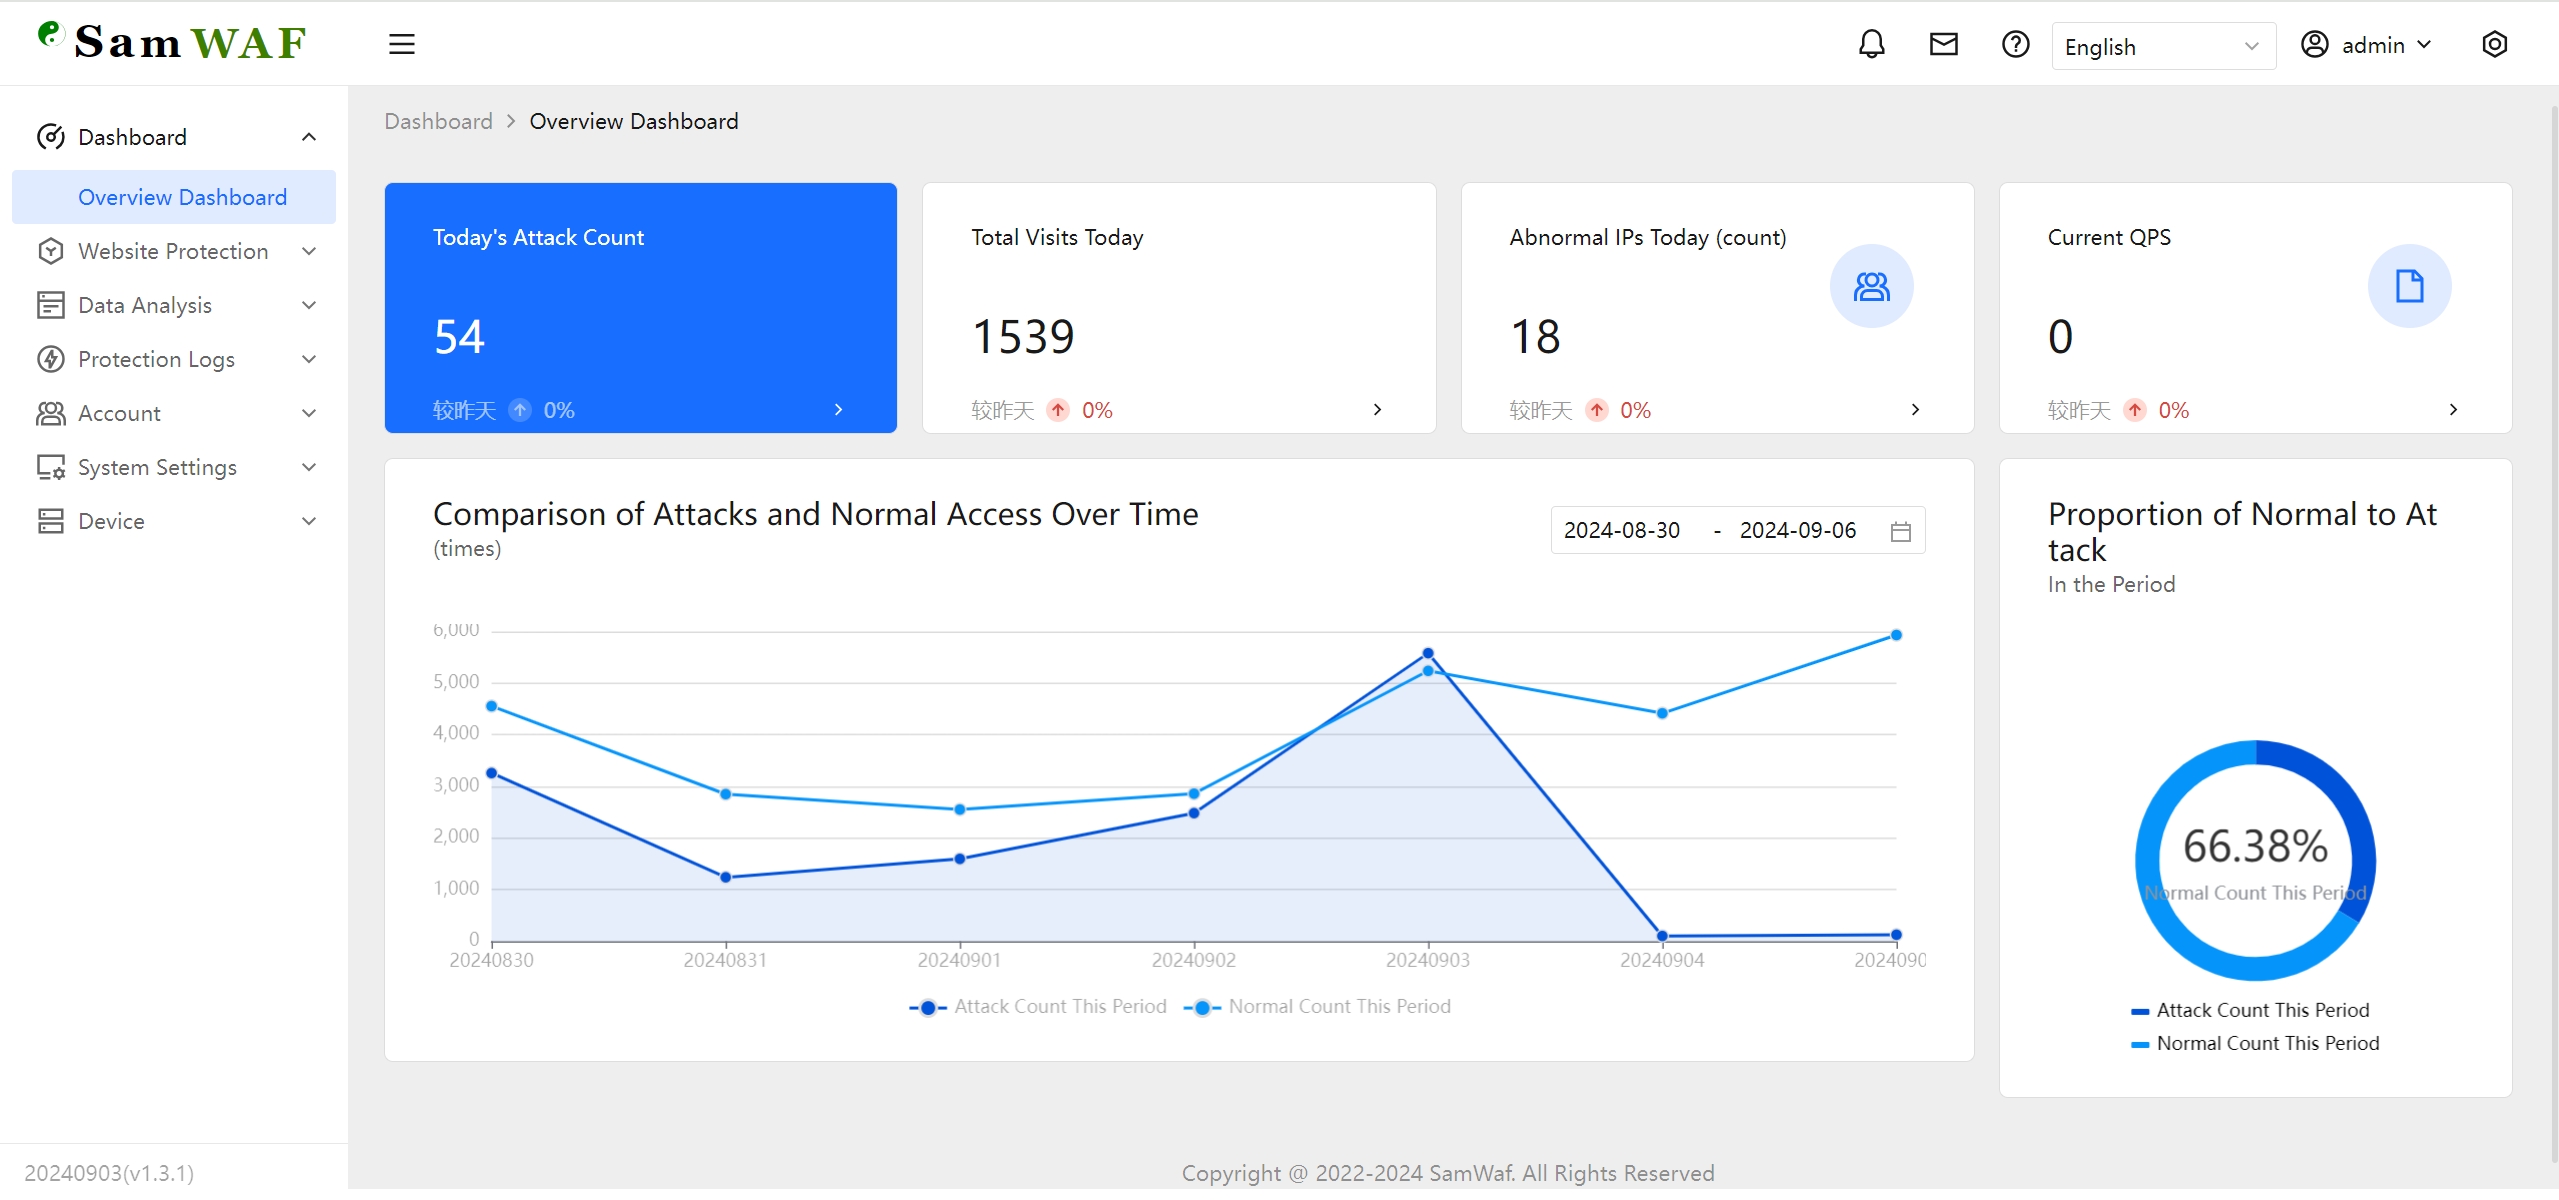 Sam WAF
English
admin
Dashboard
Overview Dashboard
Website Protection
Data Analysis
Protection Logs
Account
System Settings
Device
20240903(v1.3.1)
Dashboard > Overview Dashboard
Today's Attack Count
54
较昨天 0%
Total Visits Today
1539
较昨天 0%
Abnormal IPs Today (count)
18
较昨天 0%
Current QPS
0
较昨天 0%
Comparison of Attacks and Normal Access Over Time
(times)
2024-08-30 - 2024-09-06
6,000
5,000
4,000
3,000
2,000
1,000
0
20240830 20240831 20240901 20240902 20240903 20240904 2024090
Attack Count This Period Normal Count This Period
Proportion of Normal to At
tack
In the Period
66.38%
Normal Count This Period
Attack Count This Period
Normal Count This Period
Copyright @ 2022-2024 SamWaf. All Rights Reserved